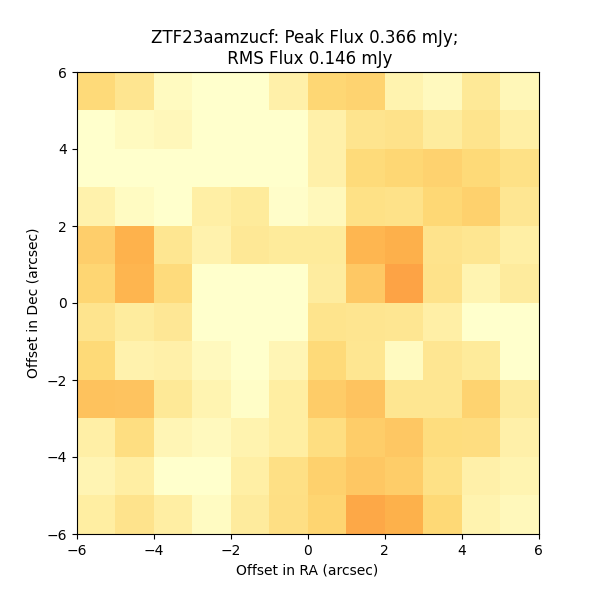 ZTF23aamzucf: Peak Flux 0.366 mJy;
RMS Flux 0.146 mJy
6
4
2
0
−2
−4
−6
Offset in Dec (arcsec)
−6 −4 −2 0 2 4 6
Offset in RA (arcsec)